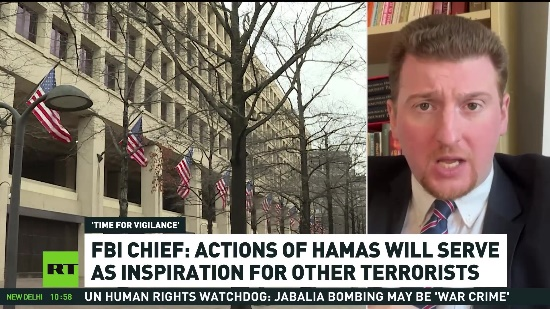 'TIME FOR VIGILANCE'
FBI CHIEF: ACTIONS OF HAMAS WILL SERVE
AS INSPIRATION FOR OTHER TERRORISTS
RT
NEW DELHI 10:58 UN HUMAN RIGHTS WATCHDOG: JABALIA BOMBING MAY BE 'WAR CRIME'